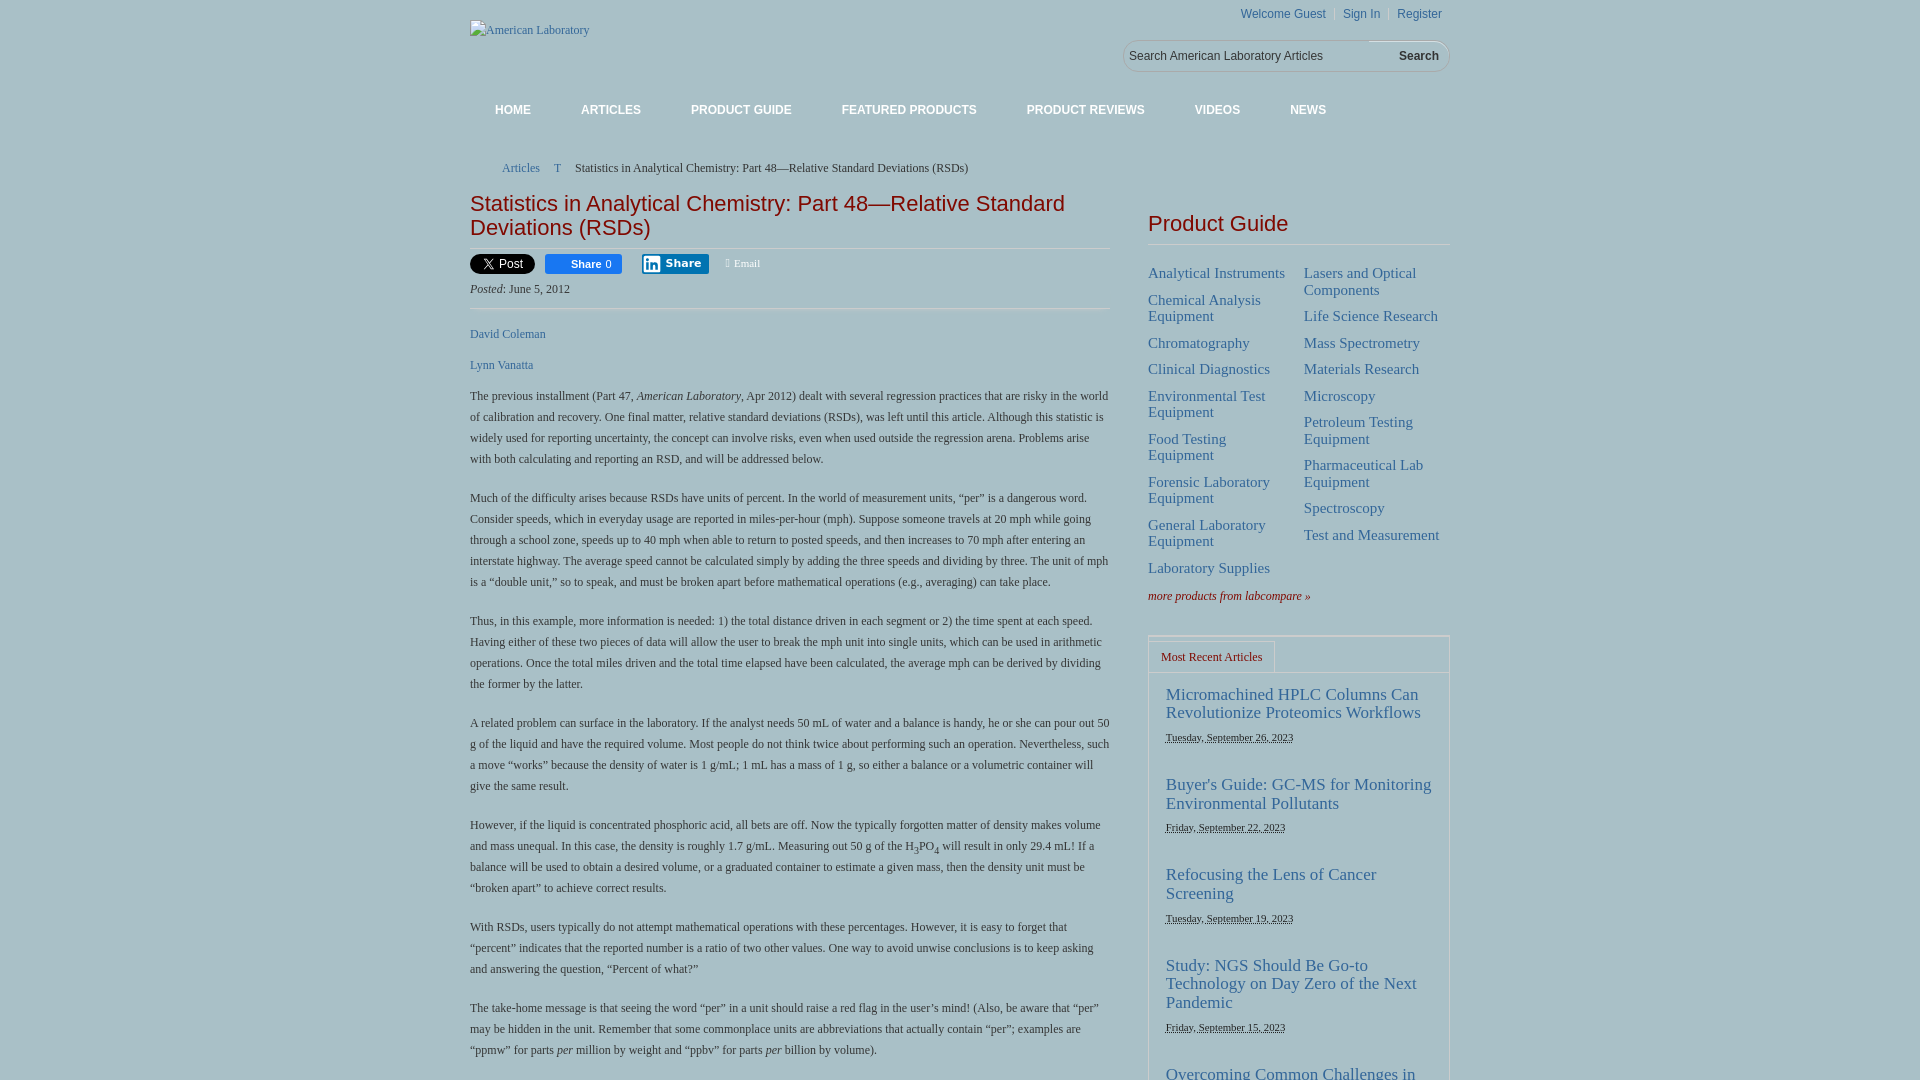 Welcome Guest
Sign In
Register
American Laboratory
Search American Laboratory Articles
Search
HOME
ARTICLES
PRODUCT GUIDE
FEATURED PRODUCTS
PRODUCT REVIEWS
VIDEOS
NEWS
Articles T Statistics in Analytical Chemistry: Part 48—Relative Standard Deviations (RSDs)
Statistics in Analytical Chemistry: Part 48—Relative Standard
Deviations (RSDs)
Post
Share 0
Share
Email
Posted: June 5, 2012
David Coleman
Lynn Vanatta
The previous installment (Part 47, American Laboratory, Apr 2012) dealt with several regression practices that are risky in the world
of calibration and recovery. One final matter, relative standard deviations (RSDs), was left until this article. Although this statistic is
widely used for reporting uncertainty, the concept can involve risks, even when used outside the regression arena. Problems arise
with both calculating and reporting an RSD, and will be addressed below.
Much of the difficulty arises because RSDs have units of percent. In the world of measurement units, “per” is a dangerous word.
Consider speeds, which in everyday usage are reported in miles-per-hour (mph). Suppose someone travels at 20 mph while going
through a school zone, speeds up to 40 mph when able to return to posted speeds, and then increases to 70 mph after entering an
interstate highway. The average speed cannot be calculated simply by adding the three speeds and dividing by three. The unit of mph
is a “double unit,” so to speak, and must be broken apart before mathematical operations (e.g., averaging) can take place.
Thus, in this example, more information is needed: 1) the total distance driven in each segment or 2) the time spent at each speed.
Having either of these two pieces of data will allow the user to break the mph unit into single units, which can be used in arithmetic
operations. Once the total miles driven and the total time elapsed have been calculated, the average mph can be derived by dividing
the former by the latter.
A related problem can surface in the laboratory. If the analyst needs 50 mL of water and a balance is handy, he or she can pour out 50
g of the liquid and have the required volume. Most people do not think twice about performing such an operation. Nevertheless, such
a move “works” because the density of water is 1 g/mL; 1 mL has a mass of 1 g, so either a balance or a volumetric container will
give the same result.
However, if the liquid is concentrated phosphoric acid, all bets are off. Now the typically forgotten matter of density makes volume
and mass unequal. In this case, the density is roughly 1.7 g/mL. Measuring out 50 g of the H3PO4 will result in only 29.4 mL! If a
balance will be used to obtain a desired volume, or a graduated container to estimate a given mass, then the density unit must be
“broken apart” to achieve correct results.
With RSDs, users typically do not attempt mathematical operations with these percentages. However, it is easy to forget that
“percent” indicates that the reported number is a ratio of two other values. One way to avoid unwise conclusions is to keep asking
and answering the question, “Percent of what?”
The take-home message is that seeing the word “per” in a unit should raise a red flag in the user’s mind! (Also, be aware that “per”
may be hidden in the unit. Remember that some commonplace units are abbreviations that actually contain “per”; examples are
“ppmw” for parts per million by weight and “ppbv” for parts per billion by volume).
Product Guide
Analytical Instruments
Chemical Analysis
Equipment
Chromatography
Clinical Diagnostics
Environmental Test
Equipment
Food Testing
Equipment
Forensic Laboratory
Equipment
General Laboratory
Equipment
Laboratory Supplies
Lasers and Optical
Components
Life Science Research
Mass Spectrometry
Materials Research
Microscopy
Petroleum Testing
Equipment
Pharmaceutical Lab
Equipment
Spectroscopy
Test and Measurement
more products from labcompare »
Most Recent Articles
Micromachined HPLC Columns Can
Revolutionize Proteomics Workflows
Tuesday, September 26, 2023
Buyer's Guide: GC-MS for Monitoring
Environmental Pollutants
Friday, September 22, 2023
Refocusing the Lens of Cancer
Screening
Tuesday, September 19, 2023
Study: NGS Should Be Go-to
Technology on Day Zero of the Next
Pandemic
Friday, September 15, 2023
Overcoming Common Challenges in